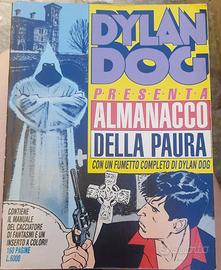 DYLAN
DOG
PRESENTA
ALMANACCO
DELLA PAURA
CON UN FUMETTO COMPLETO DI DYLAN DOG
CONTIENE
IL MANUALE
DEL CACCIATORE
DI FANTASMI E UN
INSERTO A COLORI!
160 PAGINE
L.6000